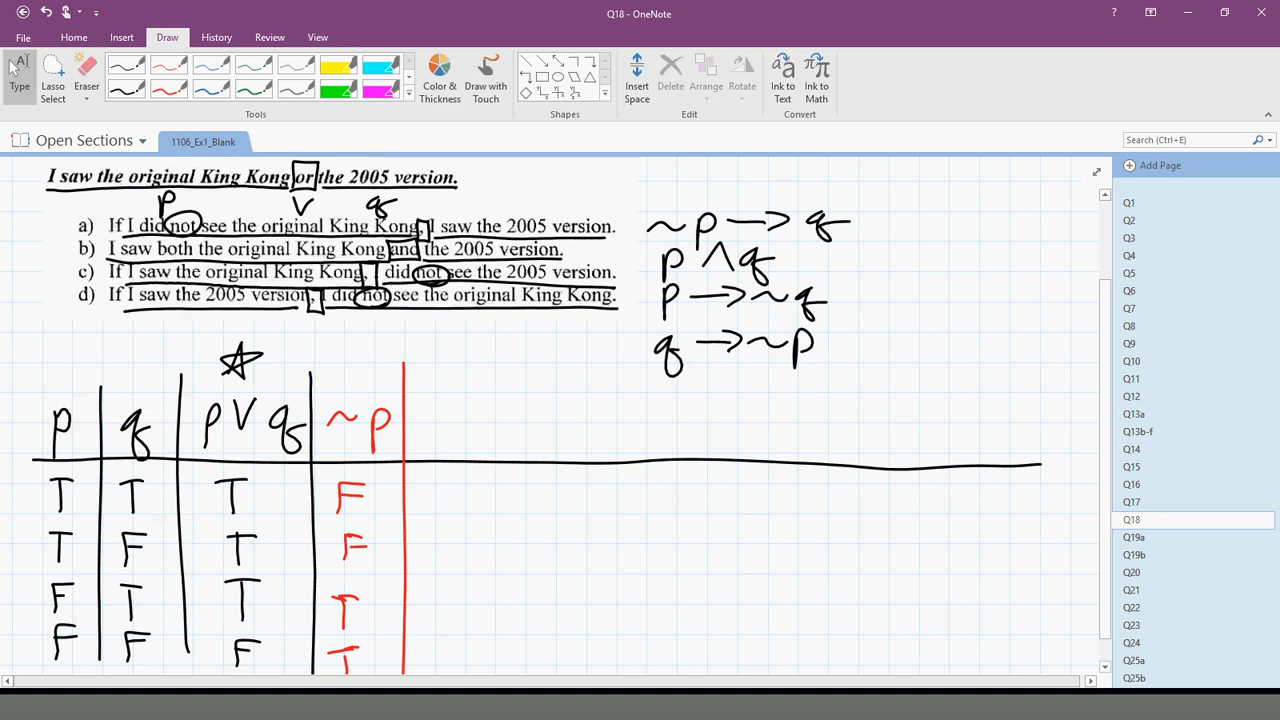 Q18 - OneNote
?
File Home Insert Draw History Review View
Type
Lasso Select
Eraser
Color & Thickness
Draw with Touch
Insert Space
Delete
Arrange
Rotate
Ink to Text
Ink to Math
Tools
Shapes
Edit
Convert
Open Sections
1106_Ex1_Blank
Search (Ctrl+E)
Add Page
I saw the original King Kong or the 2005 version.
p V q
a) If I did not see the original King Kong, I saw the 2005 version.
b) I saw both the original King Kong and the 2005 version.
c) If I saw the original King Kong, I did not see the 2005 version.
d) If I saw the 2005 version, I did not see the original King Kong.
~p → q
p ∧ q
p → ~q
q → ~p
p q p V q ~p
T T T F
T F T F
F T T T
F F F T
Q1
Q2
Q3
Q4
Q5
Q6
Q7
Q8
Q9
Q10
Q11
Q12
Q13a
Q13b-f
Q14
Q15
Q16
Q17
Q18
Q19a
Q19b
Q20
Q21
Q22
Q23
Q24
Q25a
Q25b